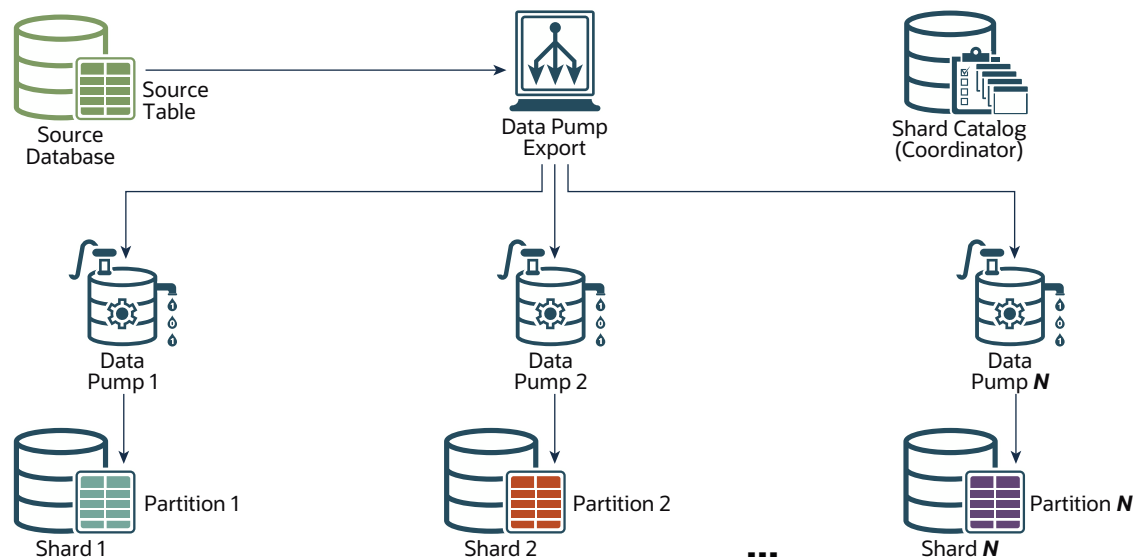 Source
Table
Source
Database
Data Pump
Export
Shard Catalog
(Coordinator)
Data
Pump 1
Data
Pump 2
Data
Pump N
Partition 1
Partition 2
Partition N
Shard 1
Shard 2
...
Shard N